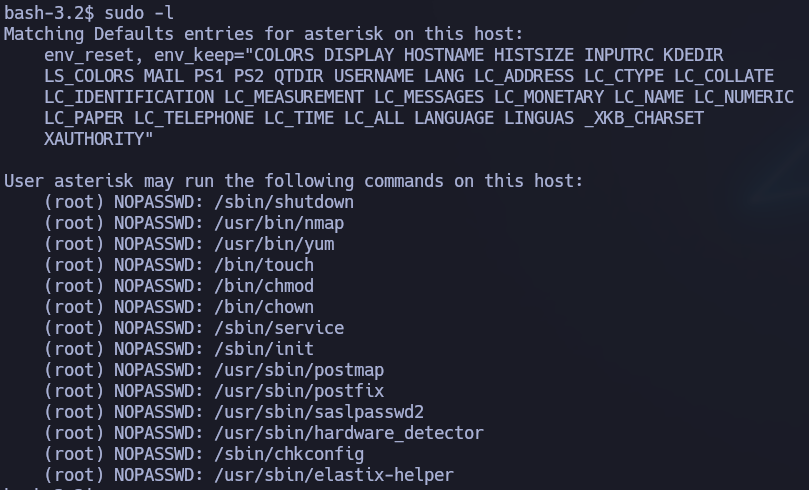 bash-3.2$ sudo -l
Matching Defaults entries for asterisk on this host:
    env_reset, env_keep="COLORS DISPLAY HOSTNAME HISTSIZE INPUTRC KDEDIR
    LS_COLORS MAIL PS1 PS2 QTDIR USERNAME LANG LC_ADDRESS LC_CTYPE LC_COLLATE
    LC_IDENTIFICATION LC_MEASUREMENT LC_MESSAGES LC_MONETARY LC_NAME LC_NUMERIC
    LC_PAPER LC_TELEPHONE LC_TIME LC_ALL LANGUAGE LINGUAS _XKB_CHARSET
    XAUTHORITY"

User asterisk may run the following commands on this host:
    (root) NOPASSWD: /sbin/shutdown
    (root) NOPASSWD: /usr/bin/nmap
    (root) NOPASSWD: /usr/bin/yum
    (root) NOPASSWD: /bin/touch
    (root) NOPASSWD: /bin/chmod
    (root) NOPASSWD: /bin/chown
    (root) NOPASSWD: /sbin/service
    (root) NOPASSWD: /sbin/init
    (root) NOPASSWD: /usr/sbin/postmap
    (root) NOPASSWD: /usr/sbin/postfix
    (root) NOPASSWD: /usr/sbin/saslpasswd2
    (root) NOPASSWD: /usr/sbin/hardware_detector
    (root) NOPASSWD: /sbin/chkconfig
    (root) NOPASSWD: /usr/sbin/elastix-helper